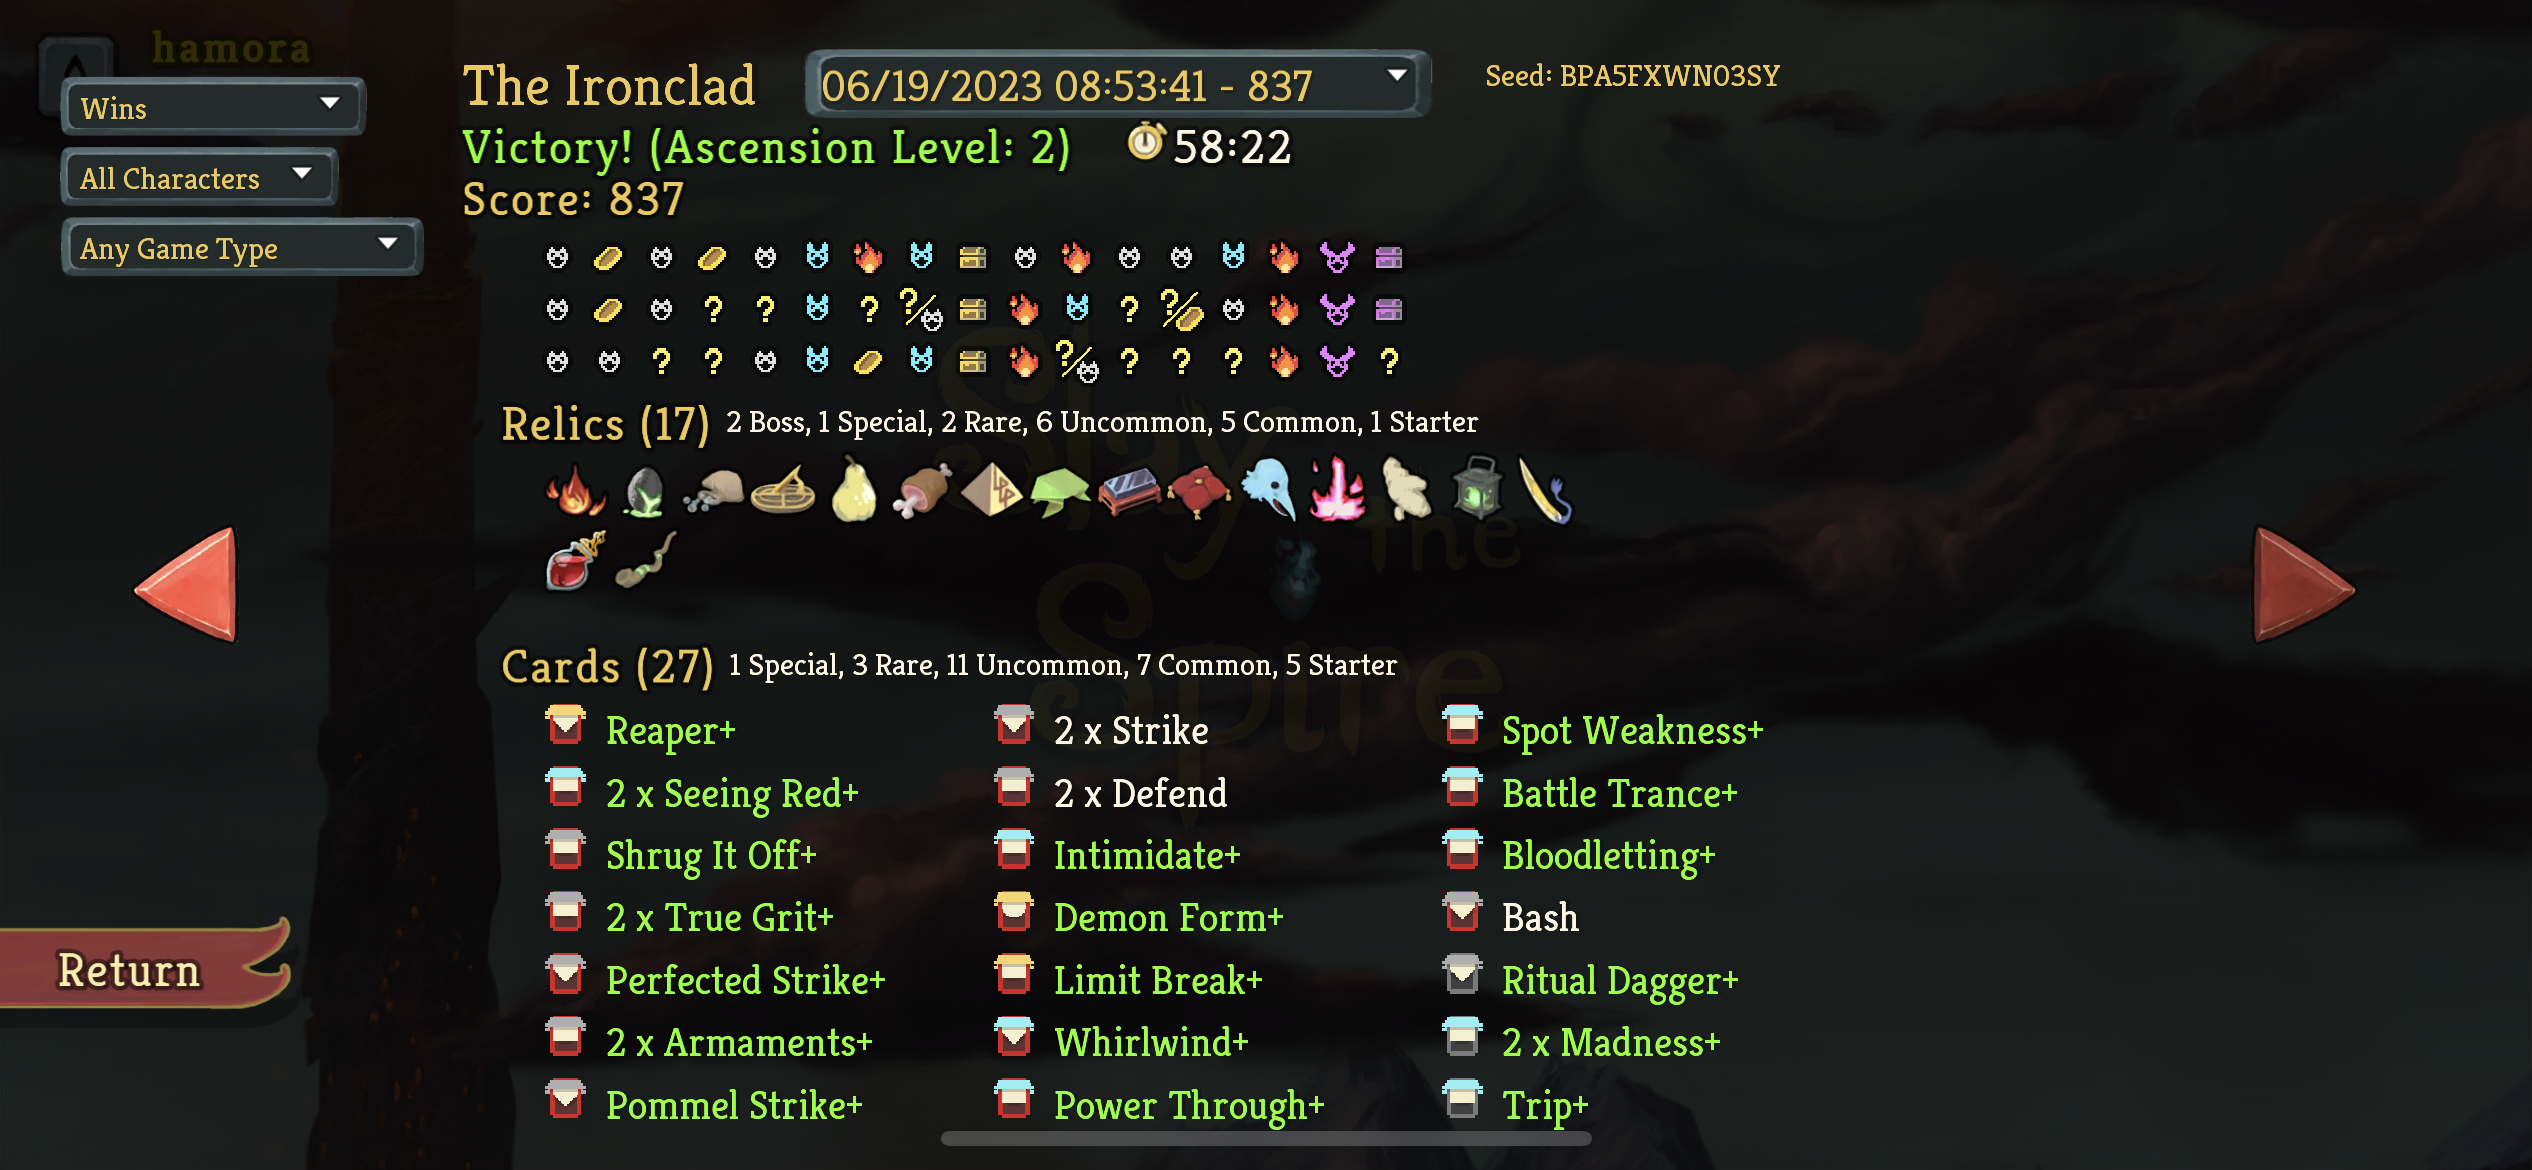 hamora
Wins
All Characters
Any Game Type
The Ironclad
06/19/2023 08:53:41 - 837
Seed: BPA5FXWN03SY
Victory! (Ascension Level: 2)
58:22
Score: 837
Relics (17) 2 Boss, 1 Special, 2 Rare, 6 Uncommon, 5 Common, 1 Starter
Slay
the
Spire
Cards (27) 1 Special, 3 Rare, 11 Uncommon, 7 Common, 5 Starter
Reaper+
2 x Strike
Spot Weakness+
2 x Seeing Red+
2 x Defend
Battle Trance+
Shrug It Off+
Intimidate+
Bloodletting+
2 x True Grit+
Demon Form+
Bash
Perfected Strike+
Limit Break+
Ritual Dagger+
2 x Armaments+
Whirlwind+
2 x Madness+
Pommel Strike+
Power Through+
Trip+
Return